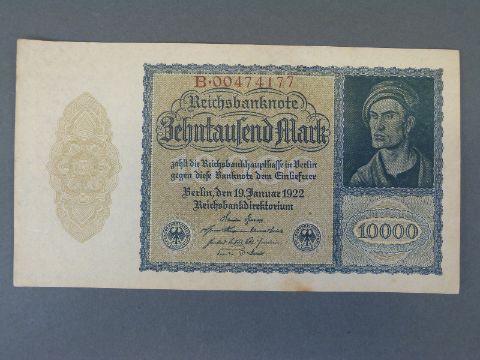 B·00474177
Reichsbanknote
Zehntausend Mark
zahlt die Reichsbankhauptkasse in Berlin
gegen diese Banknote dem Einlieferer
Berlin, den 19. Januar 1922
Reichsbankdirektorium
10000